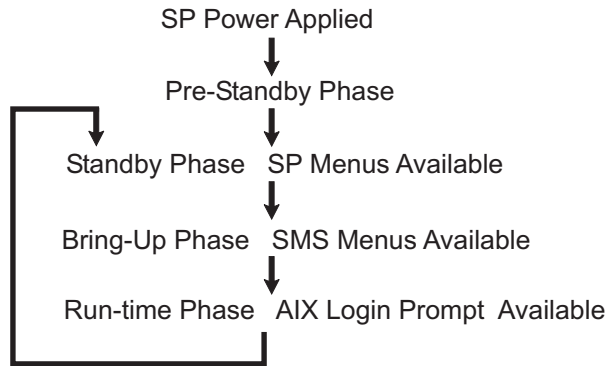 SP Power Applied
Pre-Standby Phase
Standby Phase SP Menus Available
Bring-Up Phase SMS Menus Available
Run-time Phase AIX Login Prompt Available